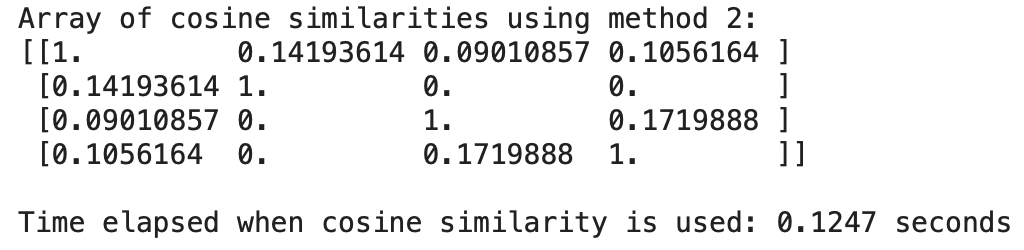 Array of cosine similarities using method 2:
[[1.         0.14193614 0.09010857 0.1056164 ]
 [0.14193614 1.         0.         0.        ]
 [0.09010857 0.         1.         0.1719888 ]
 [0.1056164  0.         0.1719888  1.        ]]
Time elapsed when cosine similarity is used: 0.1247 seconds